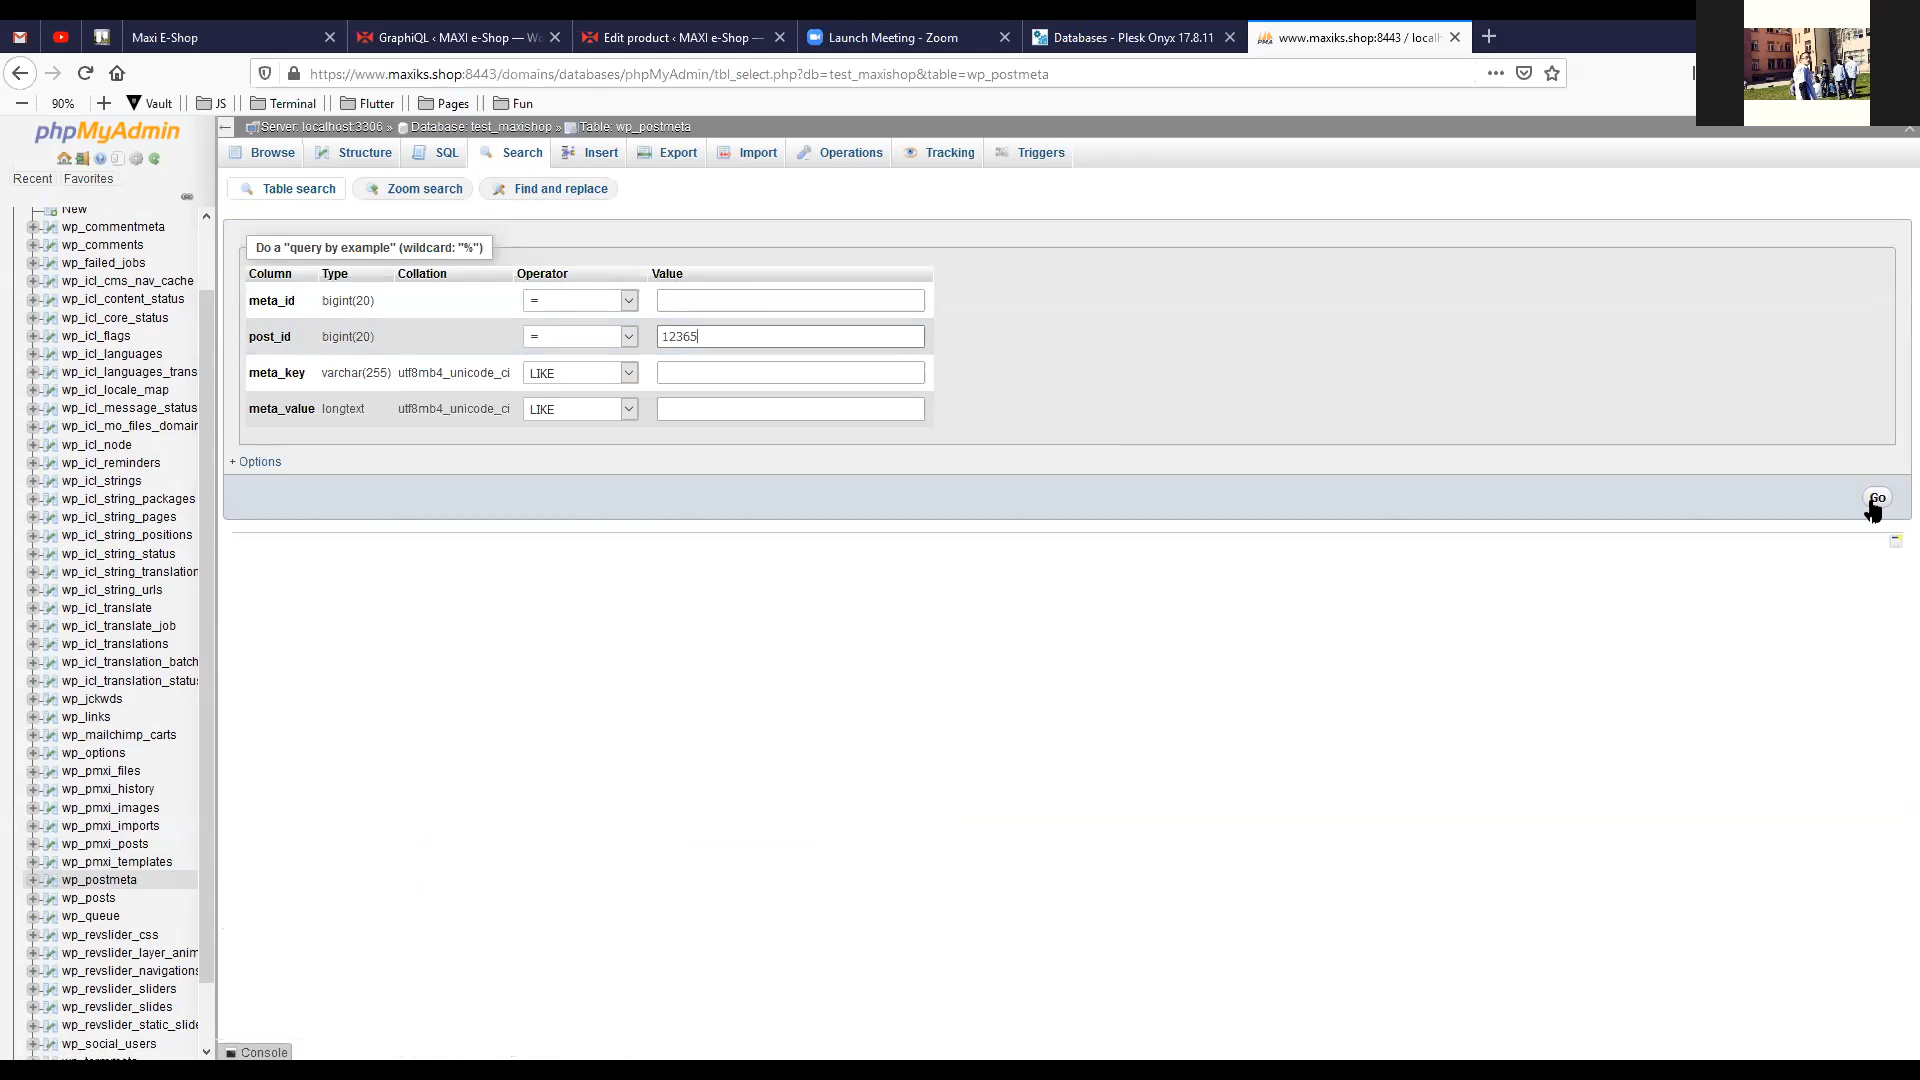 Maxi E-Shop
GraphiQL ‹ MAXI e-Shop — W
Edit product ‹ MAXI e-Shop —
Launch Meeting - Zoom
Databases - Plesk Onyx 17.8.11
www.maxiks.shop:8443 / local
https://www.maxiks.shop:8443/domains/databases/phpMyAdmin/tbl_select.php?db=test_maxishop&table=wp_postmeta
90%
Vault
JS
Terminal
Flutter
Pages
Fun
phpMyAdmin
Recent
Favorites
New
wp_commentmeta
wp_comments
wp_failed_jobs
wp_icl_cms_nav_cache
wp_icl_content_status
wp_icl_core_status
wp_icl_flags
wp_icl_languages
wp_icl_languages_trans
wp_icl_locale_map
wp_icl_message_status
wp_icl_mo_files_domain
wp_icl_node
wp_icl_reminders
wp_icl_strings
wp_icl_string_packages
wp_icl_string_pages
wp_icl_string_positions
wp_icl_string_status
wp_icl_string_translation
wp_icl_string_urls
wp_icl_translate
wp_icl_translate_job
wp_icl_translations
wp_icl_translation_batch
wp_icl_translation_status
wp_jckwds
wp_links
wp_mailchimp_carts
wp_options
wp_pmxi_files
wp_pmxi_history
wp_pmxi_images
wp_pmxi_imports
wp_pmxi_posts
wp_pmxi_templates
wp_postmeta
wp_posts
wp_queue
wp_revslider_css
wp_revslider_layer_anim
wp_revslider_navigations
wp_revslider_sliders
wp_revslider_slides
wp_revslider_static_slide
wp_social_users
Server: localhost:3306 » Database: test_maxishop » Table: wp_postmeta
Browse
Structure
SQL
Search
Insert
Export
Import
Operations
Tracking
Triggers
Table search
Zoom search
Find and replace
Do a "query by example" (wildcard: "%")
Column Type Collation Operator Value
meta_id bigint(20) =
post_id bigint(20) = 12365
meta_key varchar(255) utf8mb4_unicode_ci LIKE
meta_value longtext utf8mb4_unicode_ci LIKE
+ Options
Go
Console